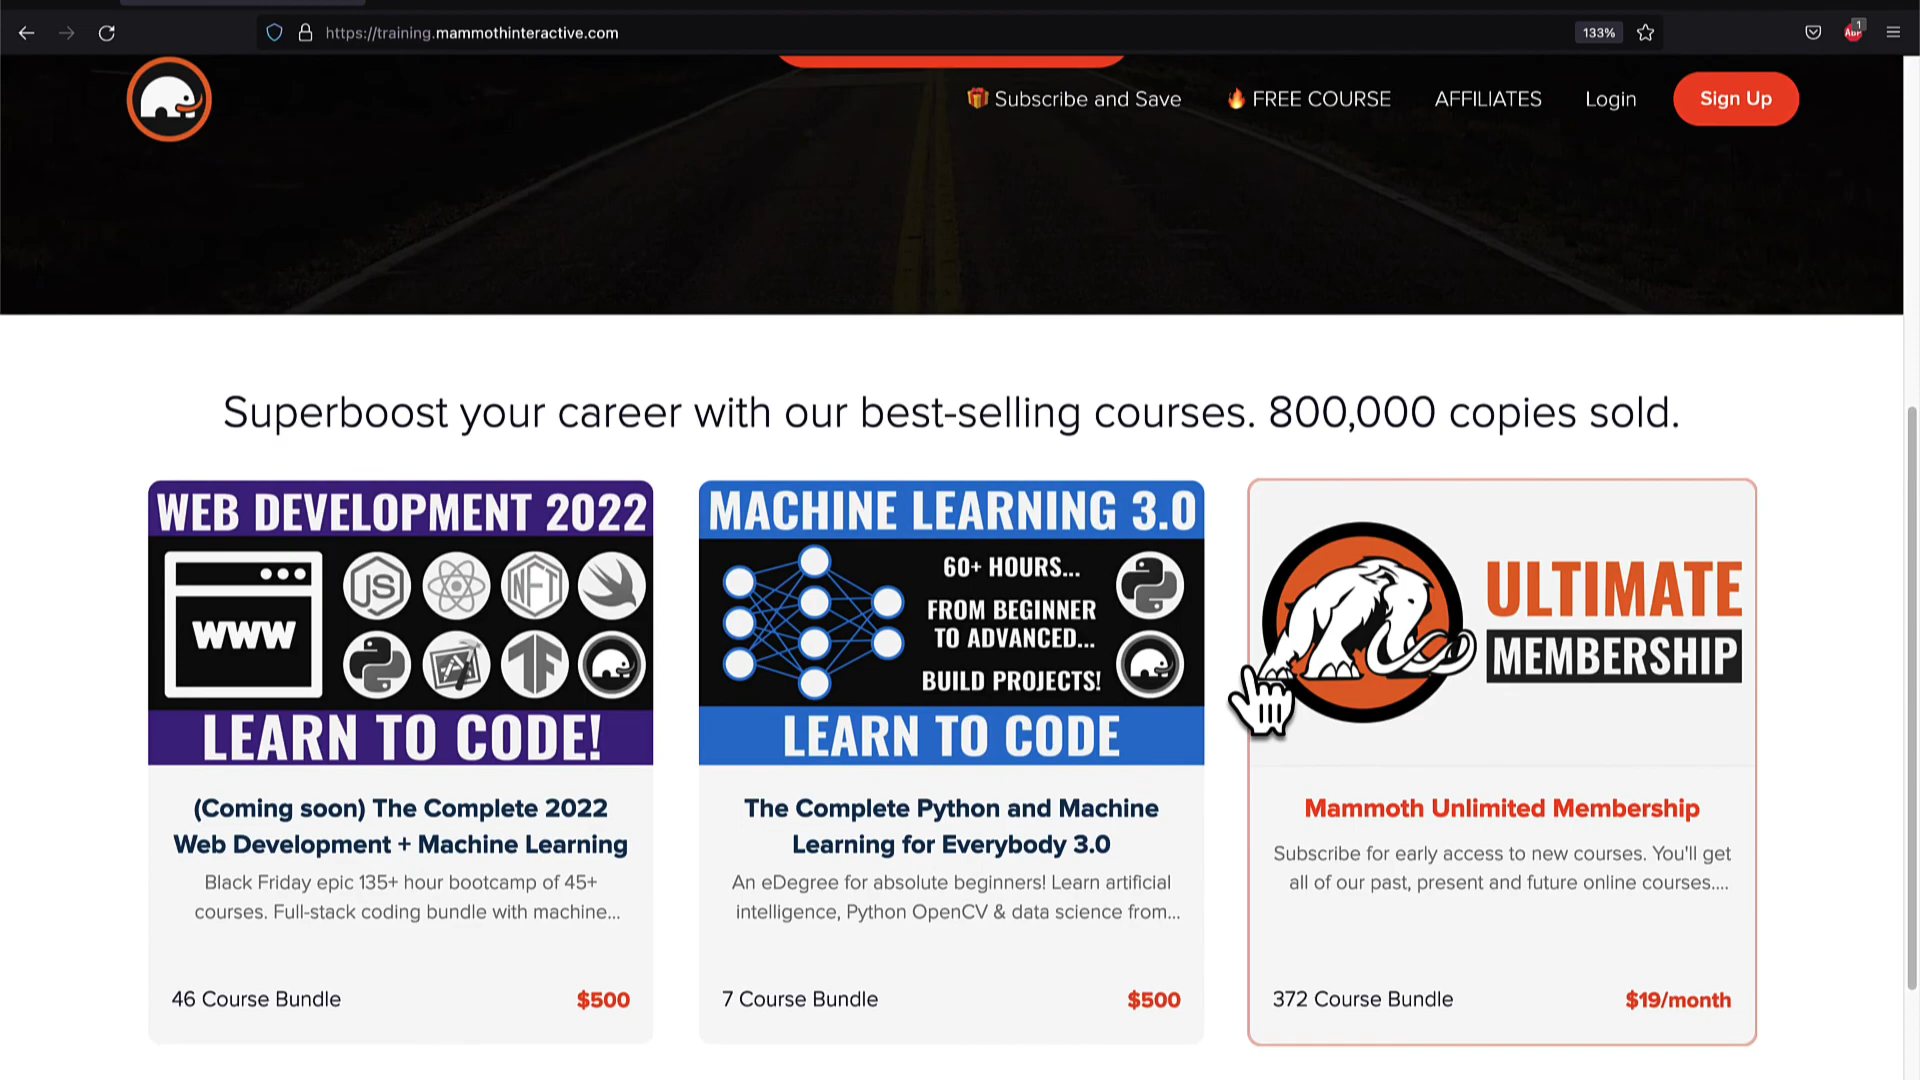 https://training.mammothinteractive.com
133%
1
ABP
🎁 Subscribe and Save
🔥 FREE COURSE
AFFILIATES
Login
Sign Up
Superboost your career with our best-selling courses. 800,000 copies sold.
WEB DEVELOPMENT 2022
WWW
JS
NFT
LEARN TO CODE!
(Coming soon) The Complete 2022
Web Development + Machine Learning
Black Friday epic 135+ hour bootcamp of 45+
courses. Full-stack coding bundle with machine...
46 Course Bundle
$500
MACHINE LEARNING 3.0
60+ HOURS...
FROM BEGINNER
TO ADVANCED...
BUILD PROJECTS!
LEARN TO CODE
The Complete Python and Machine
Learning for Everybody 3.0
An eDegree for absolute beginners! Learn artificial
intelligence, Python OpenCV & data science from...
7 Course Bundle
$500
ULTIMATE
MEMBERSHIP
Mammoth Unlimited Membership
Subscribe for early access to new courses. You'll get
all of our past, present and future online courses....
372 Course Bundle
$19/month